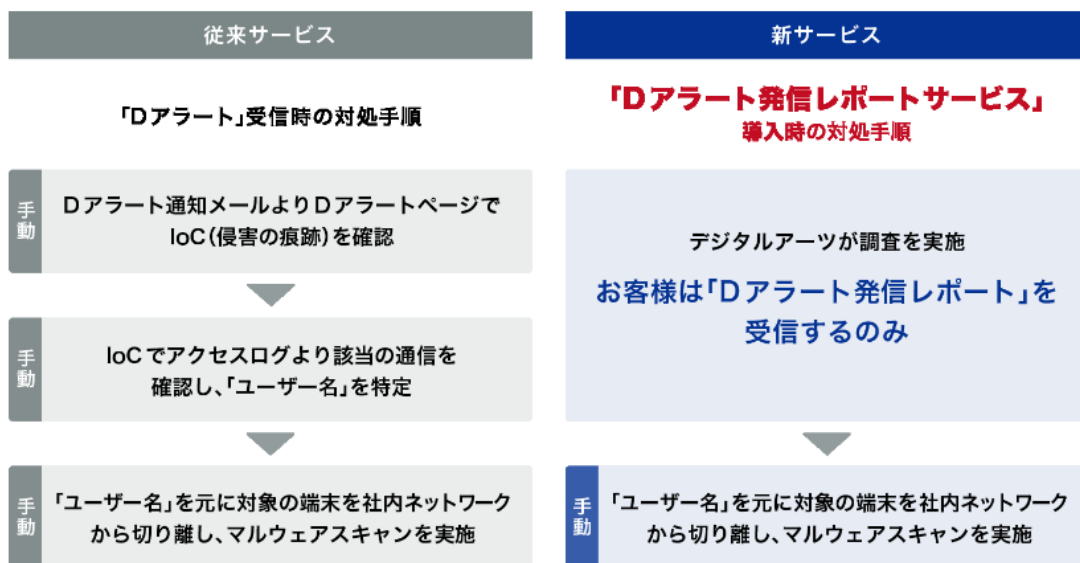 従来サービス
「Dアラート」受信時の対処手順
手動
Dアラート通知メールよりDアラートページで
IoC(侵害の痕跡)を確認
手動
IoCでアクセスログより該当の通信を
確認し、「ユーザー名」を特定
手動
「ユーザー名」を元に対象の端末を社内ネットワーク
から切り離し、マルウェアスキャンを実施
新サービス
「Dアラート発信レポートサービス」
導入時の対処手順
デジタルアーツが調査を実施
お客様は「Dアラート発信レポート」を
受信するのみ
手動
「ユーザー名」を元に対象の端末を社内ネットワーク
から切り離し、マルウェアスキャンを実施